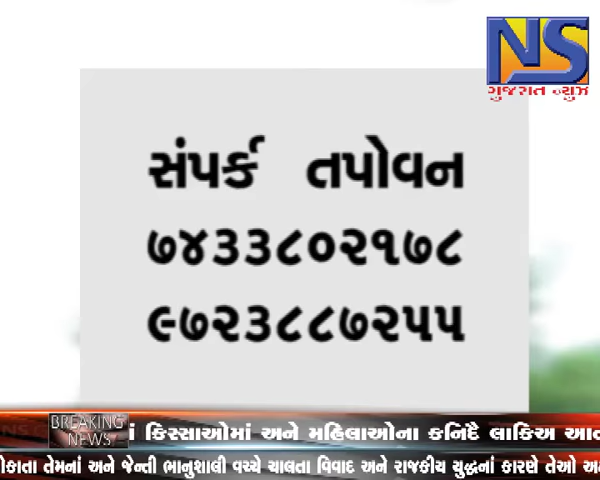 NS
ગુજરાત ન્યુઝ
સંપર્ક તપોવન
૭૪૩૩૮૦૨૧૭૮
૯૭૨૩૮૮૭૨૫૫
BREAKING NEWS
કિસ્સાઓમાં અને મહિલાઓના કનિદૈ લાકિઅ
તેમનાં અને જેન્તી ભાનુશાલી વચ્ચે ચાલતા વિવાદ અને રાજકીય યુદ્ધનાં કારણે તેઓ